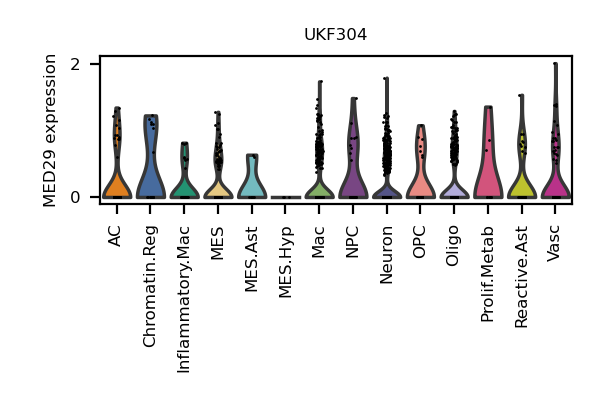 UKF304
MED29 expression
2
0
AC
Chromatin.Reg
Inflammatory.Mac
MES
MES.Ast
MES.Hyp
Mac
NPC
Neuron
OPC
Oligo
Prolif.Metab
Reactive.Ast
Vasc